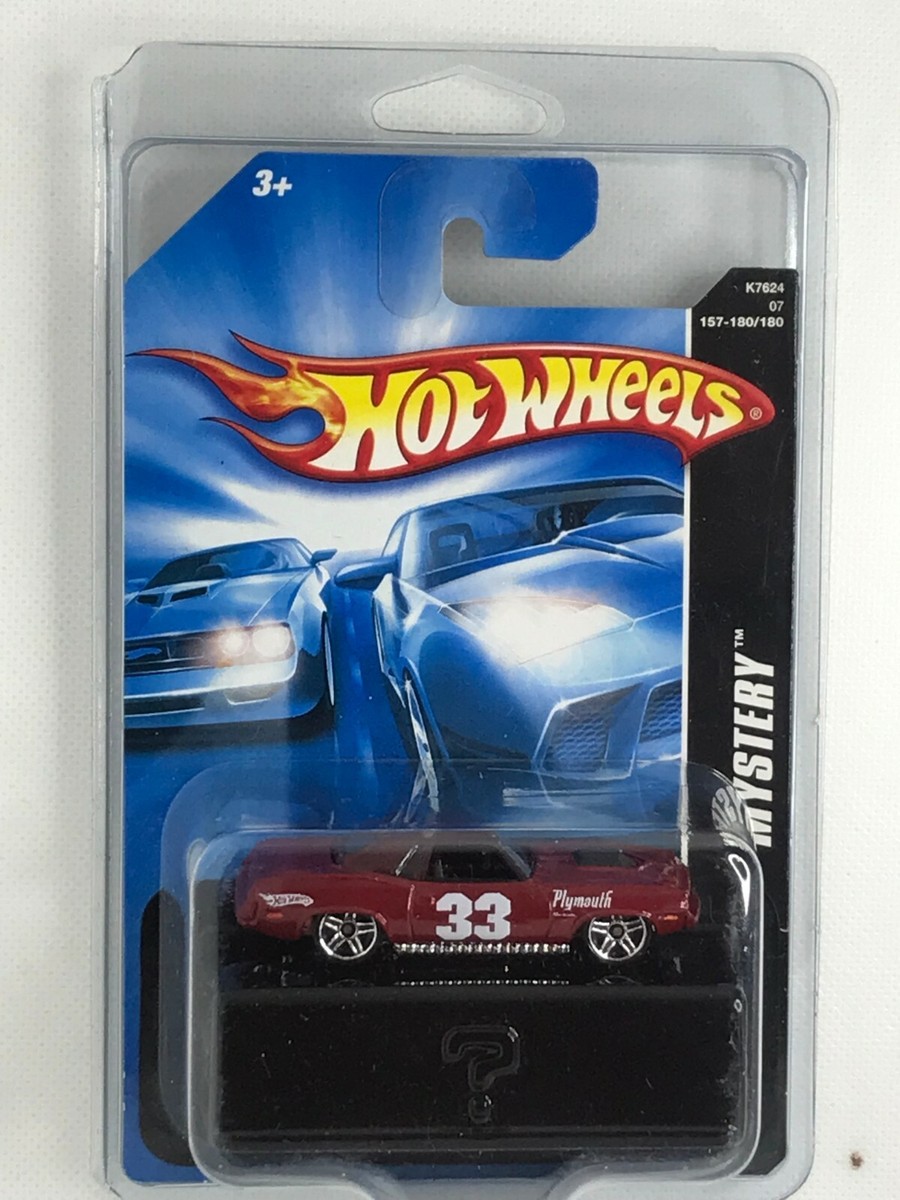 3+
K7624
07
157-180/180
HOT WHEELS®
MYSTERY™
HOT WHEELS
33
Plymouth
?